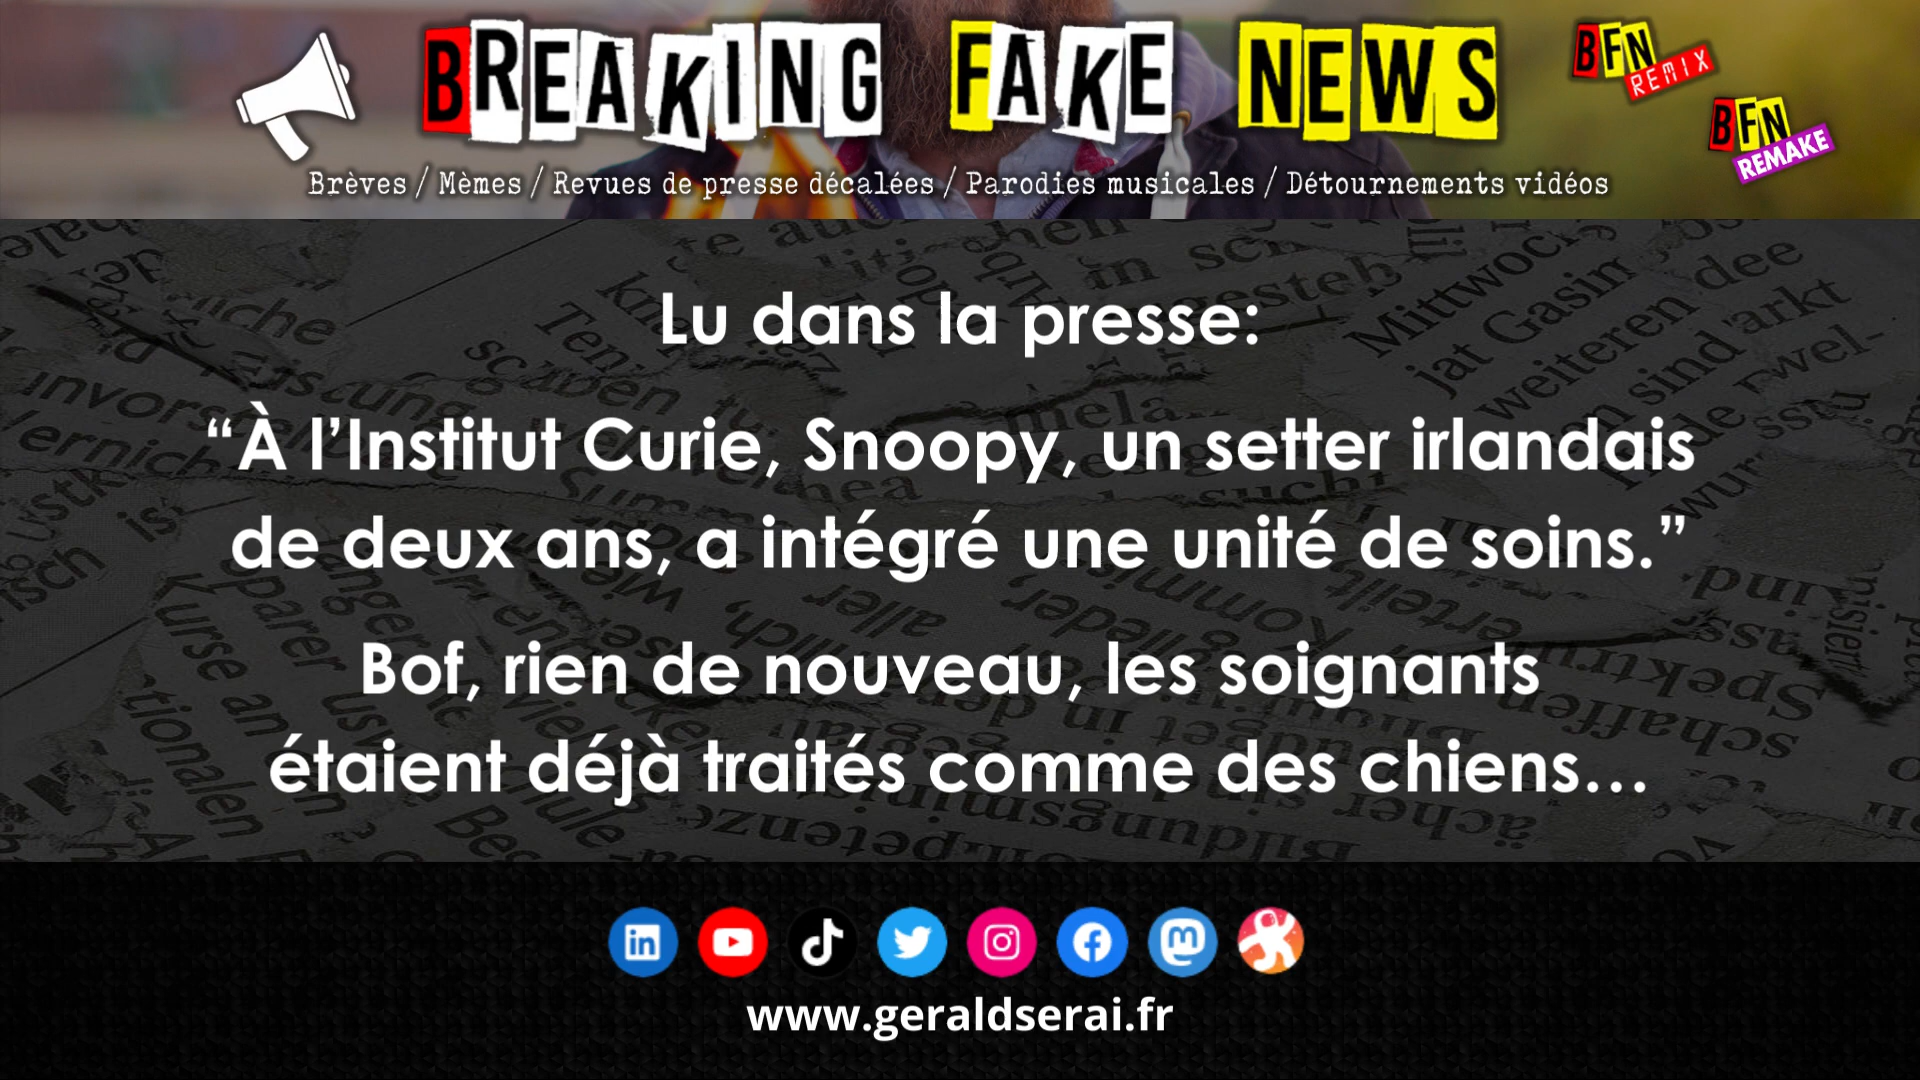 BREAKING FAKE NEWS
BFN REMIX
BFN REMAKE
Brèves / Mèmes / Revues de presse décalées / Parodies musicales / Détournements vidéos
Lu dans la presse:
“À l’Institut Curie, Snoopy, un setter irlandais
de deux ans, a intégré une unité de soins.”
Bof, rien de nouveau, les soignants
étaient déjà traités comme des chiens…
www.geraldserai.fr